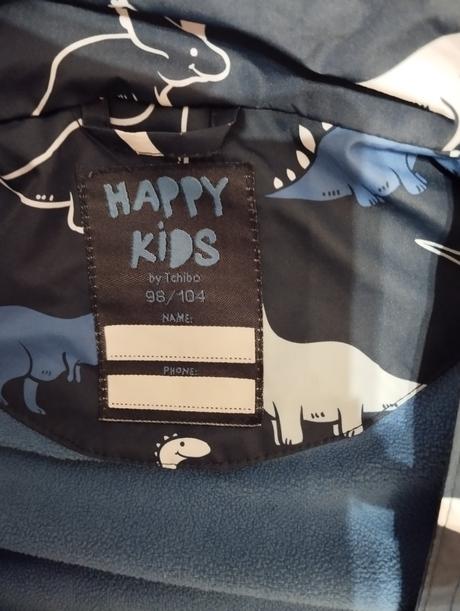 HAPPY
KiDS
by Tchibo
98/104
NAME:
PHONE: